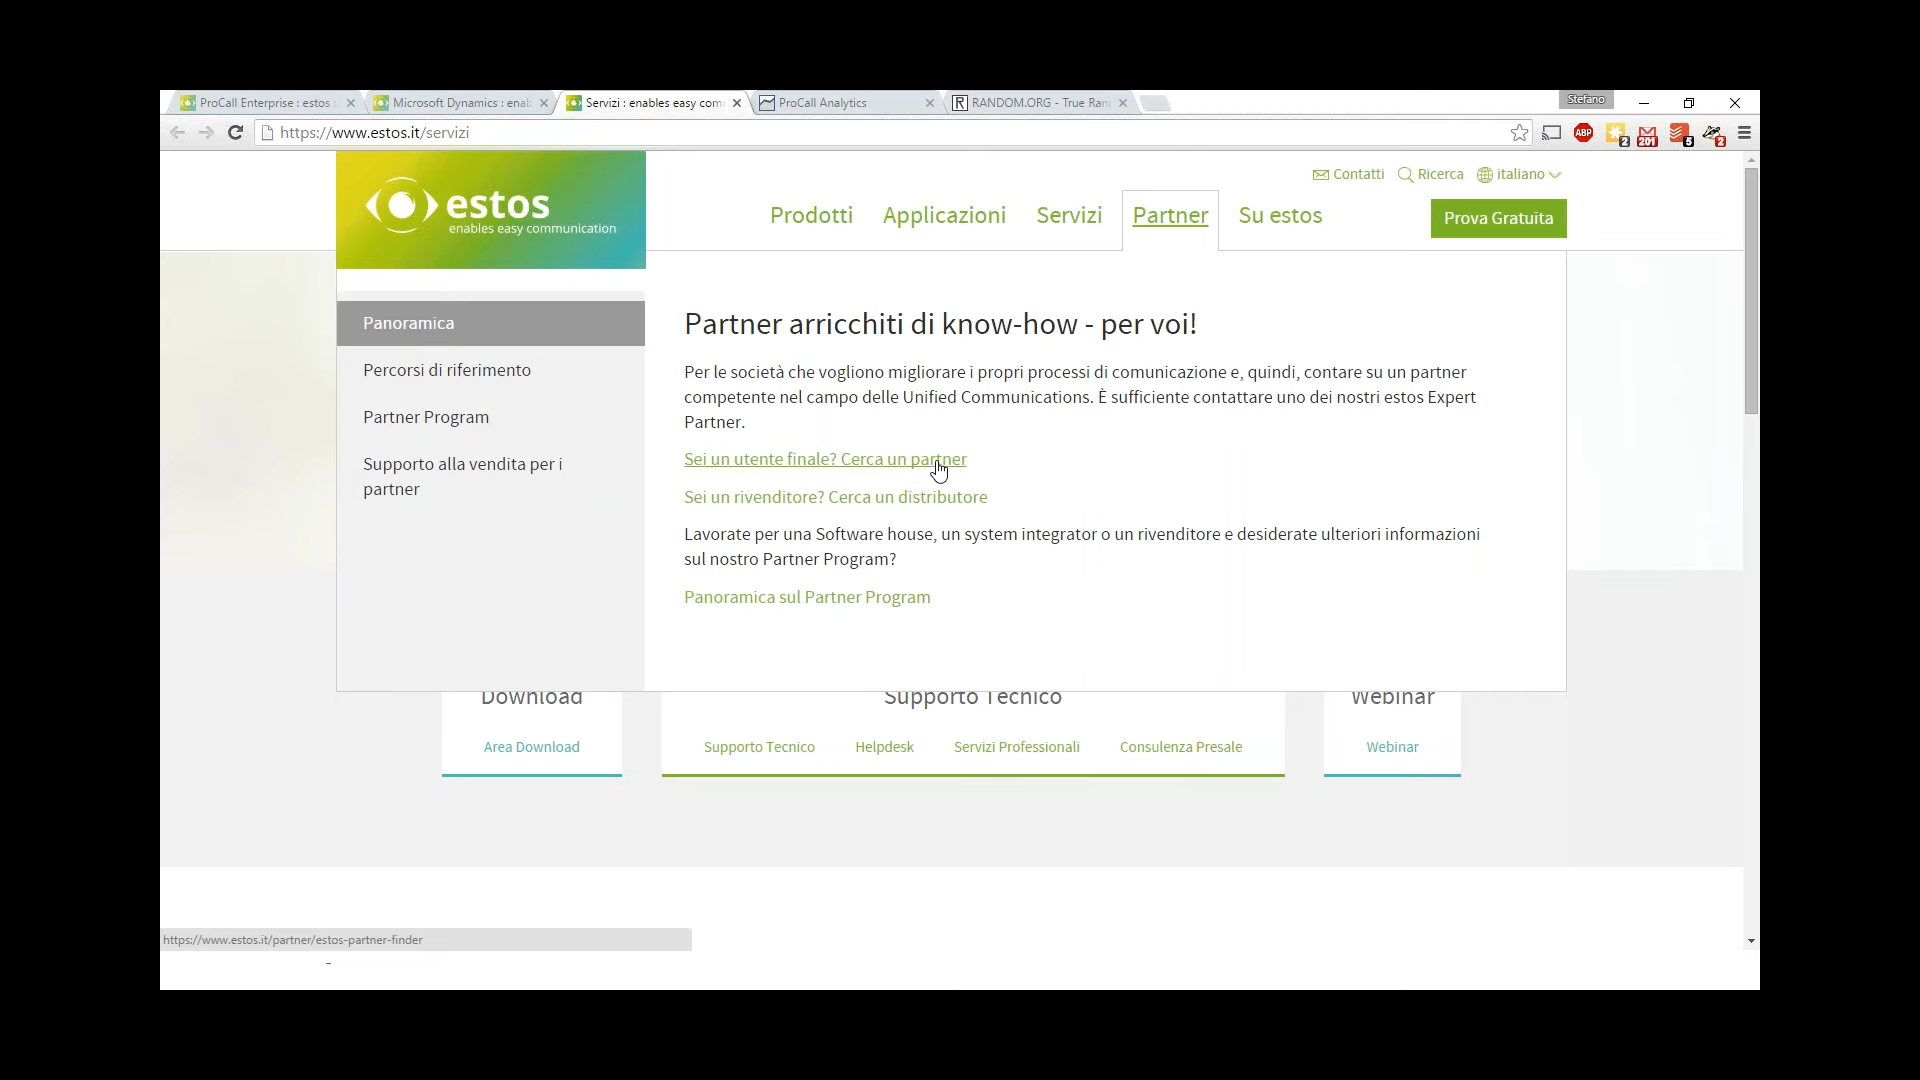 ProCall Enterprise : estos
Microsoft Dynamics : enab
Servizi : enables easy com
ProCall Analytics
RANDOM.ORG - True Ran
Stefano
https://www.estos.it/servizi
ABP
2
201
5
2
estos
enables easy communication
Contatti
Ricerca
italiano
Prodotti
Applicazioni
Servizi
Partner
Su estos
Prova Gratuita
Panoramica
Percorsi di riferimento
Partner Program
Supporto alla vendita per i
partner
Partner arricchiti di know-how - per voi!
Per le società che vogliono migliorare i propri processi di comunicazione e, quindi, contare su un partner
competente nel campo delle Unified Communications. È sufficiente contattare uno dei nostri estos Expert
Partner.
Sei un utente finale? Cerca un partner
Sei un rivenditore? Cerca un distributore
Lavorate per una Software house, un system integrator o un rivenditore e desiderate ulteriori informazioni
sul nostro Partner Program?
Panoramica sul Partner Program
Download
Supporto Tecnico
Webinar
Area Download
Supporto Tecnico
Helpdesk
Servizi Professionali
Consulenza Presale
Webinar
https://www.estos.it/partner/estos-partner-finder